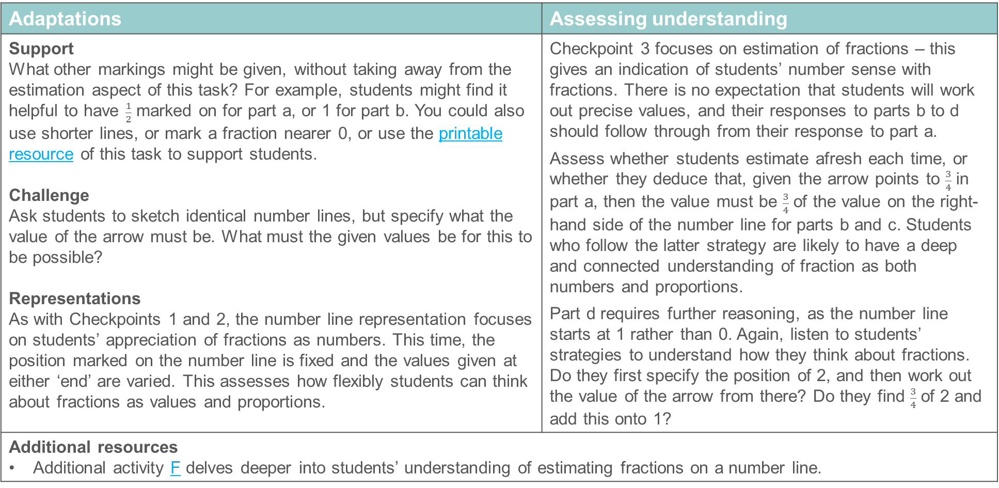 Adaptations
Assessing understanding
Support
What other markings might be given, without taking away from the
estimation aspect of this task? For example, students might find it
helpful to have 1/2 marked on for part a, or 1 for part b. You could also
use shorter lines, or mark a fraction nearer 0, or use the printable
resource of this task to support students.
Challenge
Ask students to sketch identical number lines, but specify what the
value of the arrow must be. What must the given values be for this to
be possible?
Representations
As with Checkpoints 1 and 2, the number line representation focuses
on students’ appreciation of fractions as numbers. This time, the
position marked on the number line is fixed and the values given at
either ‘end’ are varied. This assesses how flexibly students can think
about fractions as values and proportions.
Checkpoint 3 focuses on estimation of fractions – this
gives an indication of students’ number sense with
fractions. There is no expectation that students will work
out precise values, and their responses to parts b to d
should follow through from their response to part a.
Assess whether students estimate afresh each time, or
whether they deduce that, given the arrow points to 3/4 in
part a, then the value must be 3/4 of the value on the right-
hand side of the number line for parts b and c. Students
who follow the latter strategy are likely to have a deep
and connected understanding of fraction as both
numbers and proportions.
Part d requires further reasoning, as the number line
starts at 1 rather than 0. Again, listen to students’
strategies to understand how they think about fractions.
Do they first specify the position of 2, and then work out
the value of the arrow from there? Do they find 3/4 of 2 and
add this onto 1?
Additional resources
• Additional activity F delves deeper into students’ understanding of estimating fractions on a number line.